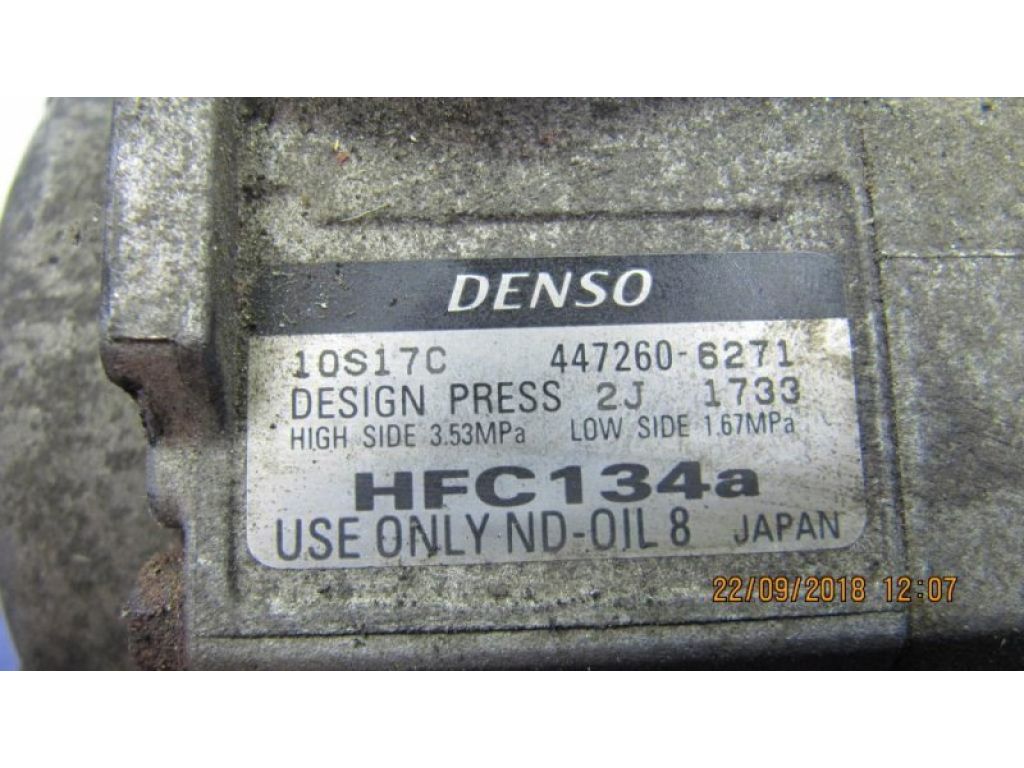 DENSO
10S17C 447260-6271
DESIGN PRESS 2J 1733
HIGH SIDE 3.53MPa LOW SIDE 1.67MPa
HFC134a
USE ONLY ND-OIL 8 JAPAN
22/09/2018 12:07